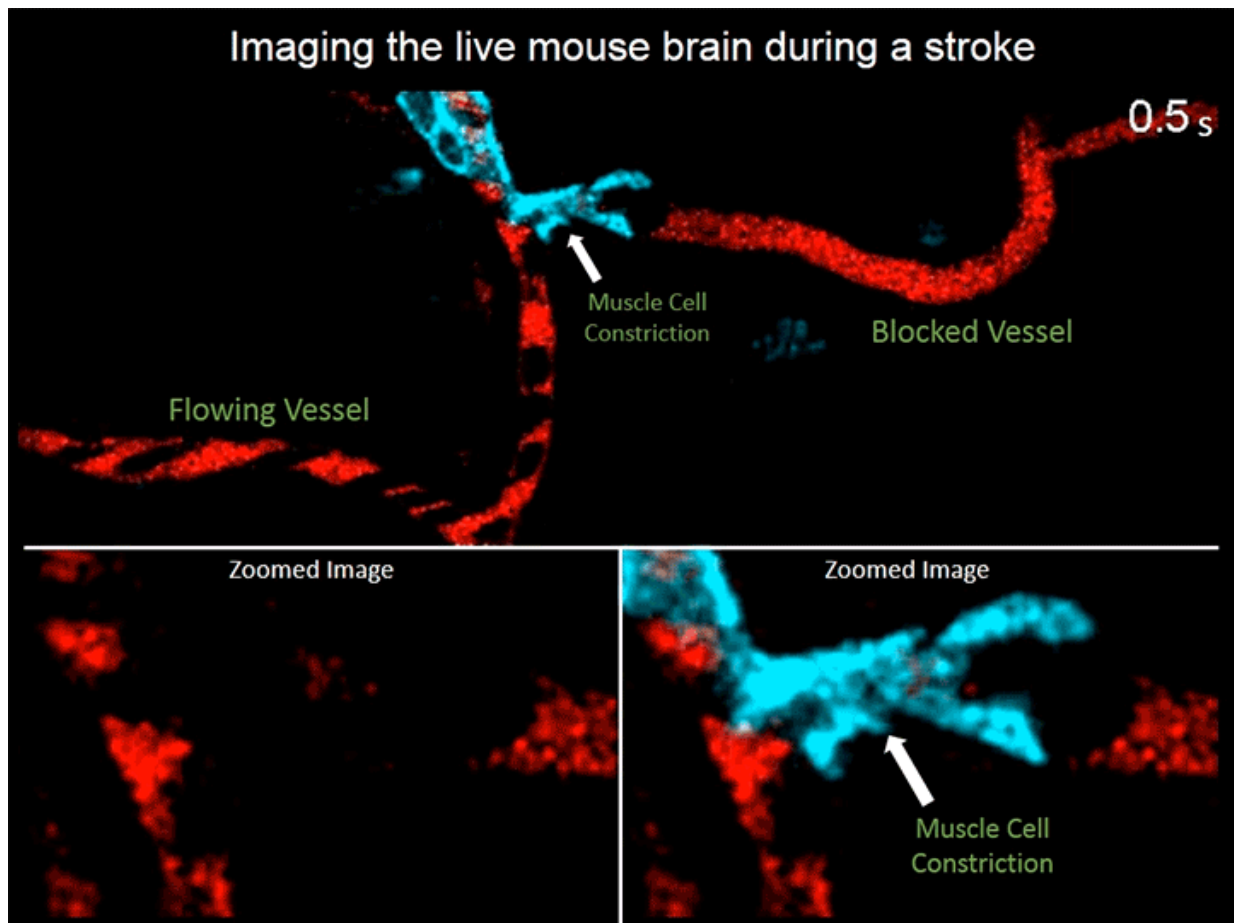 Imaging the live mouse brain during a stroke
0.5 s
Muscle Cell
Constriction
Blocked Vessel
Flowing Vessel
Zoomed Image
Zoomed Image
Muscle Cell
Constriction